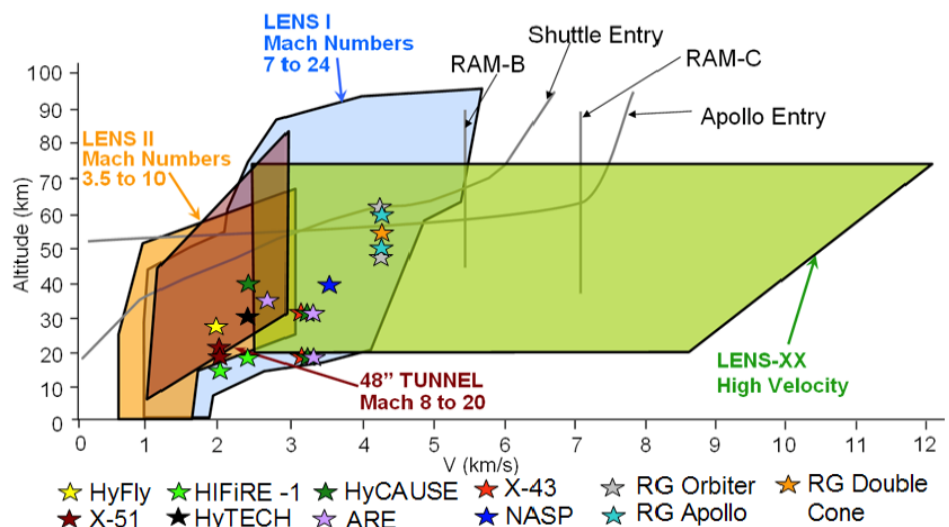 LENS I
Mach Numbers
7 to 24
Shuttle Entry
RAM-B
RAM-C
Apollo Entry
LENS II
Mach Numbers
3.5 to 10
Altitude (km)
100
90
80
70
60
50
40
30
20
10
0
48” TUNNEL
Mach 8 to 20
LENS-XX
High Velocity
0 1 2 3 4 5 6 7 8 9 10 11 12
V (km/s)
HyFly HIFiRE -1 HyCAUSE X-43 RG Orbiter RG Double
X-51 HyTECH ARE NASP RG Apollo Cone